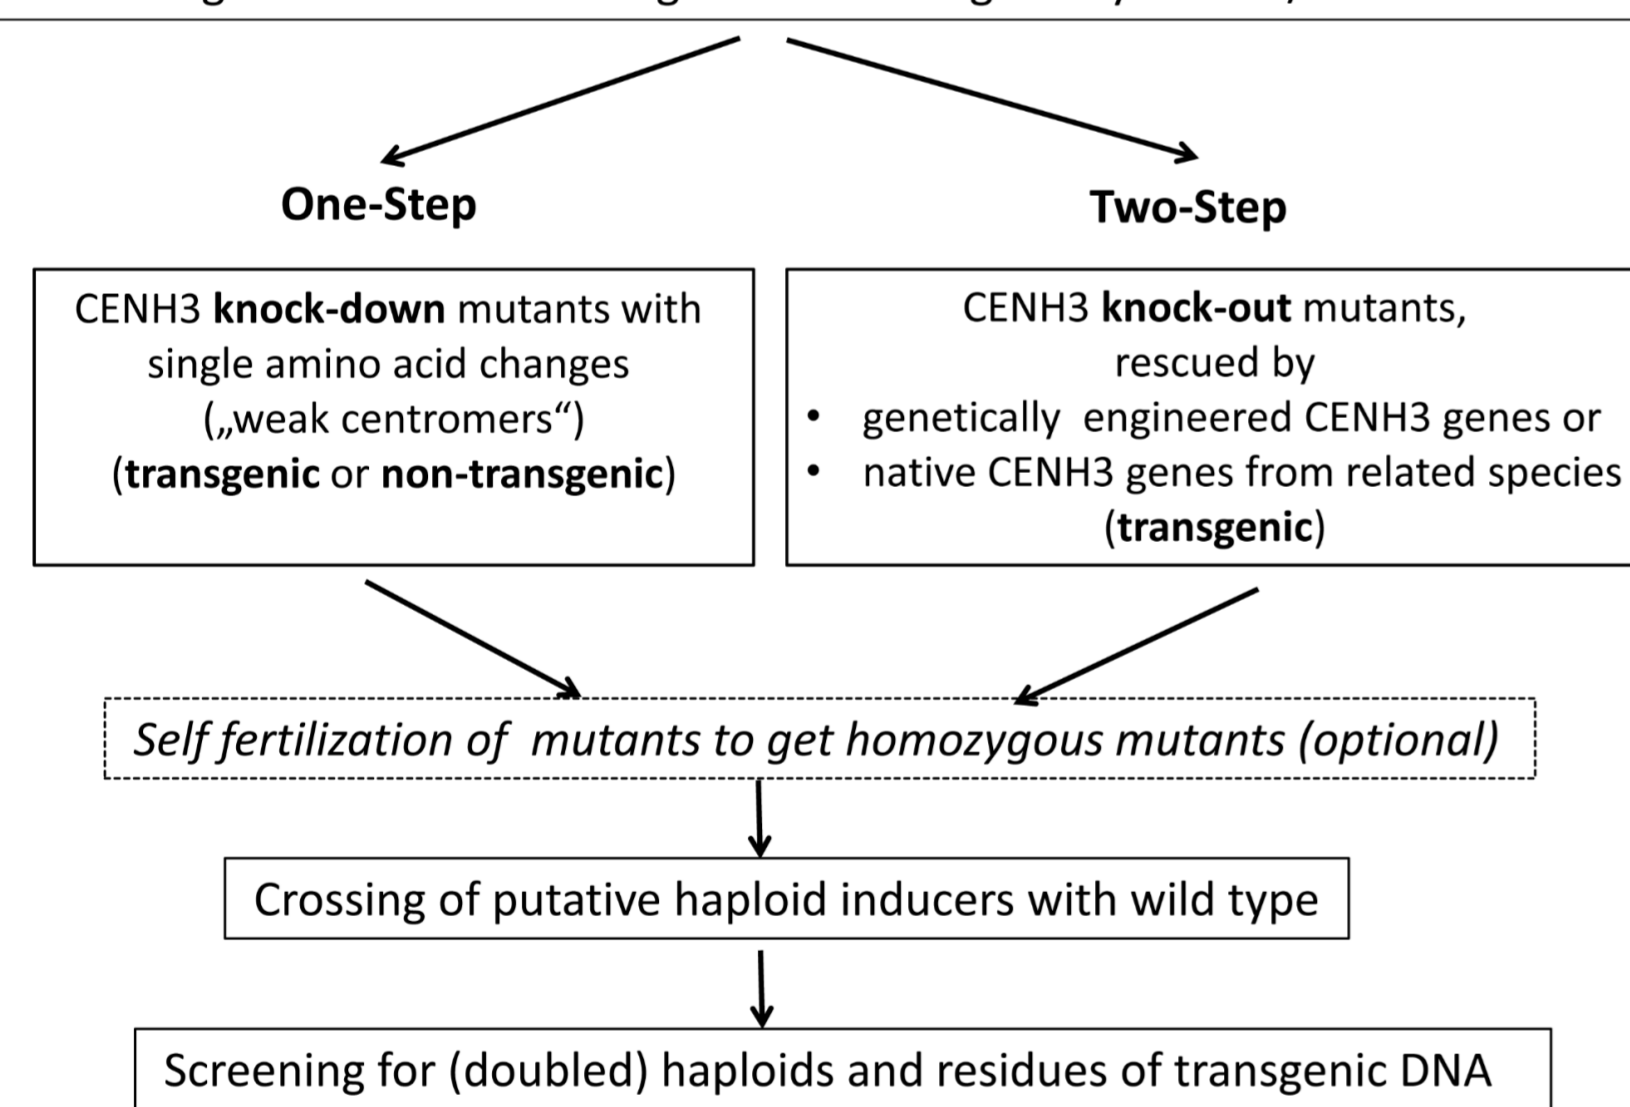 One-Step
Two-Step
CENH3 knock-down mutants with
single amino acid changes
(„weak centromers“)
(transgenic or non-transgenic)
CENH3 knock-out mutants,
rescued by
• genetically engineered CENH3 genes or
• native CENH3 genes from related species
(transgenic)
Self fertilization of mutants to get homozygous mutants (optional)
Crossing of putative haploid inducers with wild type
Screening for (doubled) haploids and residues of transgenic DNA